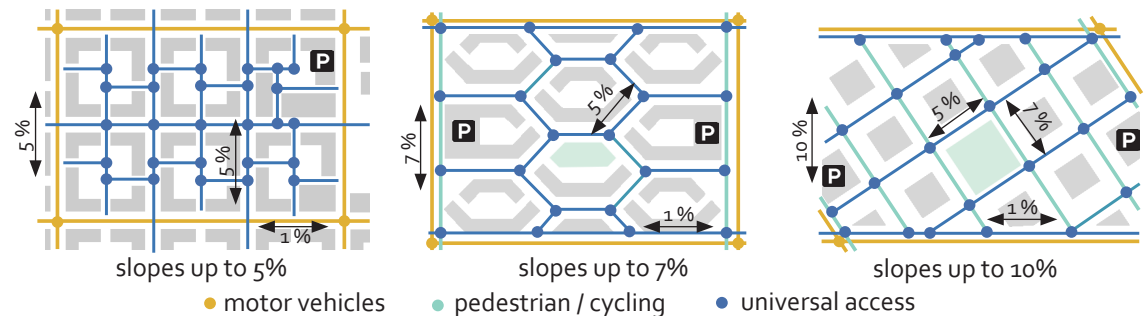 P
5 %
5 %
1 %
slopes up to 5%
P
5 %
7 %
P
1 %
slopes up to 7%
5 %
7 %
10 %
P
P
1 %
slopes up to 10%
motor vehicles
pedestrian / cycling
universal access